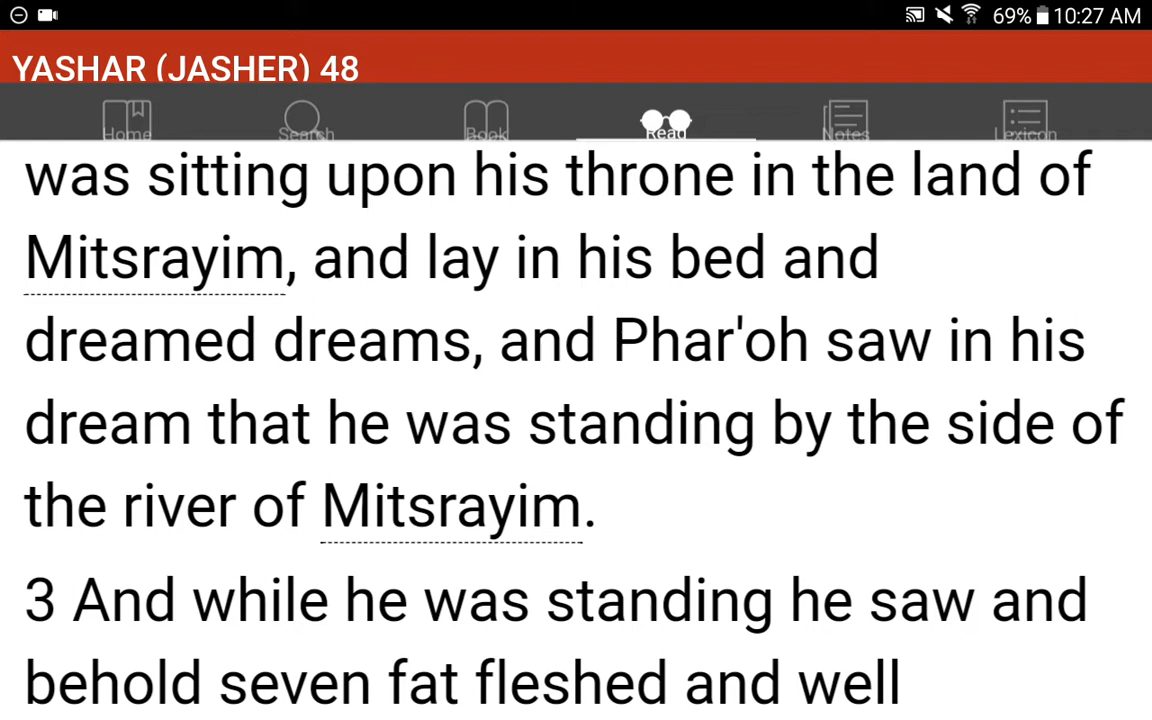 69% 10:27 AM
YASHAR (JASHER) 48
Home Search Book Read Notes Lexicon
was sitting upon his throne in the land of
Mitsrayim, and lay in his bed and
dreamed dreams, and Phar'oh saw in his
dream that he was standing by the side of
the river of Mitsrayim.
3 And while he was standing he saw and
behold seven fat fleshed and well